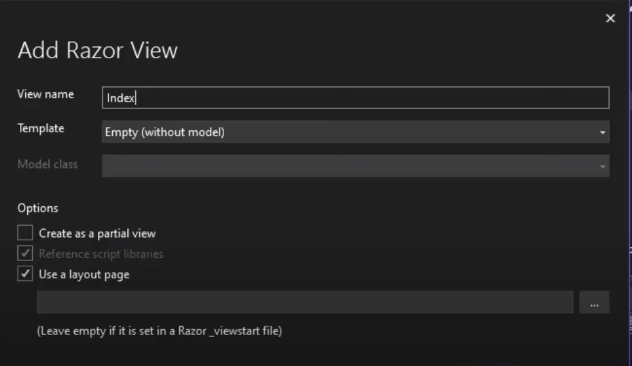 Add Razor View
View name
Index
Template
Empty (without model)
Model class
Options
Create as a partial view
Reference script libraries
Use a layout page
...
(Leave empty if it is set in a Razor _viewstart file)